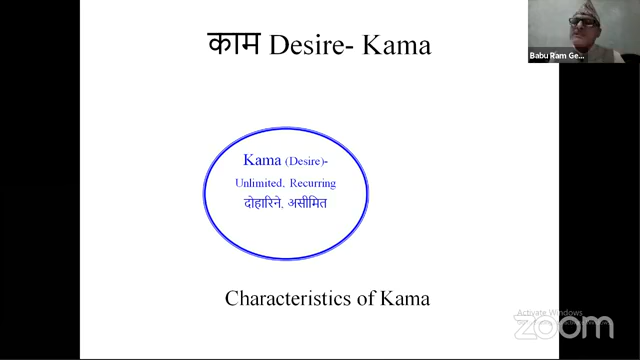 काम Desire- Kama
Babu Ram Ge...
Kama (Desire)-
Unlimited, Recurring
दोहोरिने, असीमित
Characteristics of Kama
Activate Windows
zoom